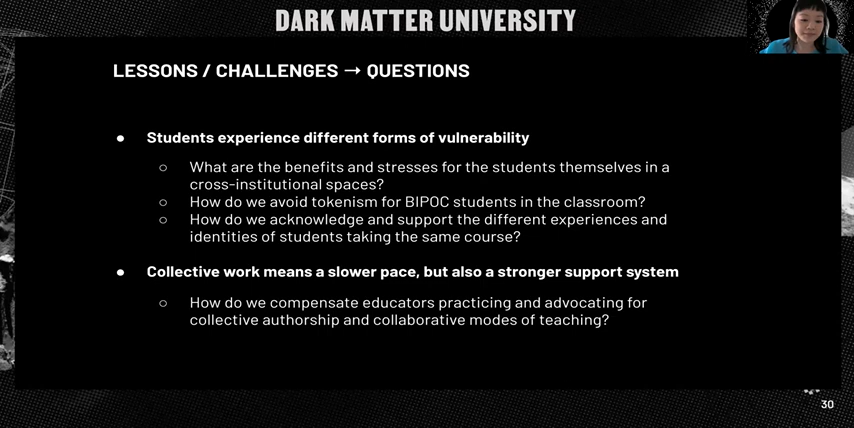 DARK MATTER UNIVERSITY
LESSONS / CHALLENGES → QUESTIONS
● Students experience different forms of vulnerability
○ What are the benefits and stresses for the students themselves in a
cross-institutional spaces?
○ How do we avoid tokenism for BIPOC students in the classroom?
○ How do we acknowledge and support the different experiences and
identities of students taking the same course?
● Collective work means a slower pace, but also a stronger support system
○ How do we compensate educators practicing and advocating for
collective authorship and collaborative modes of teaching?
30